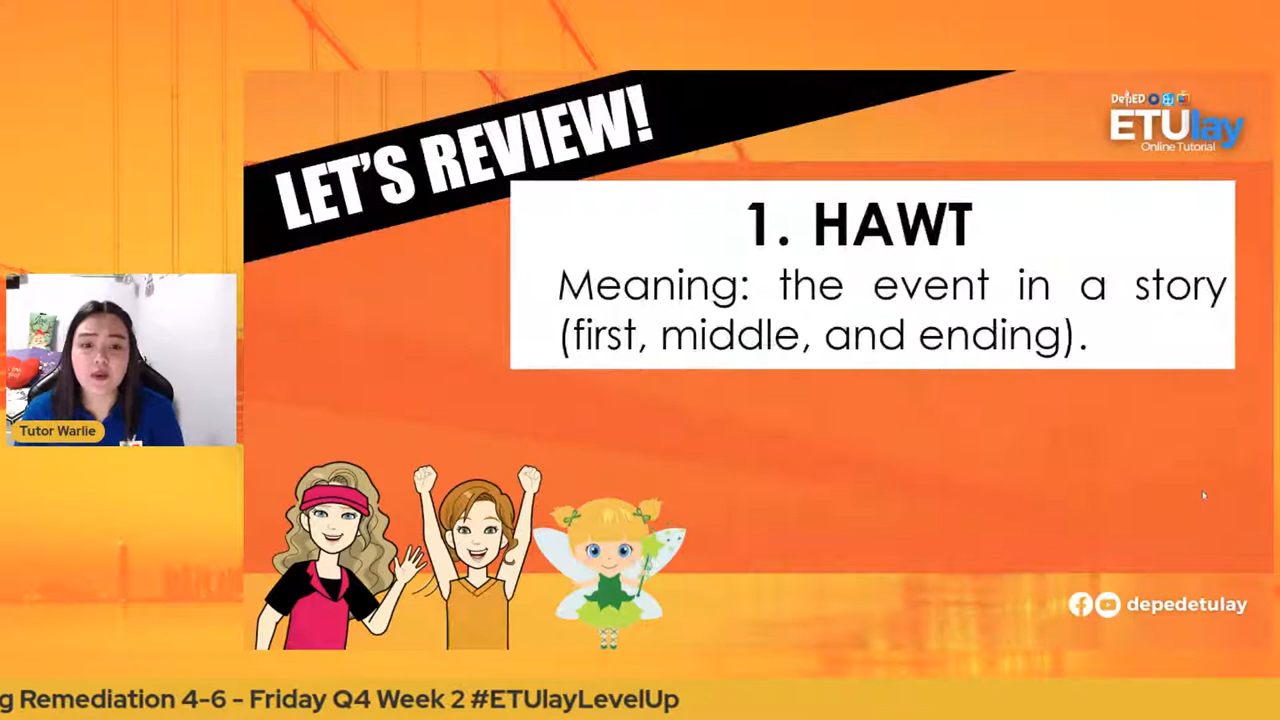 LET'S REVIEW!
DepED
ETUlay
Online Tutorial
1. HAWT
Meaning: the event in a story
(first, middle, and ending).
Tutor Warlie
depedetulay
g Remediation 4-6 - Friday Q4 Week 2 #ETUlayLevelUp